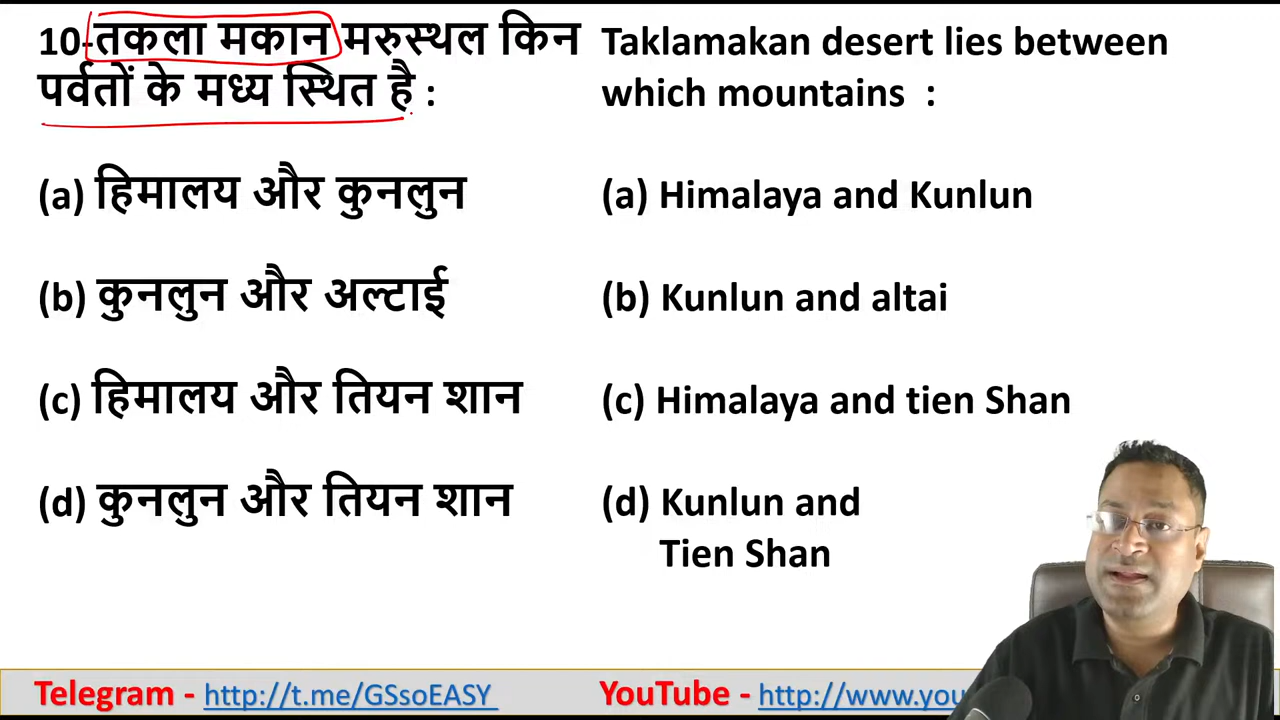 10-तकला मकान मरुस्थल किन
पर्वतों के मध्य स्थित है :
(a) हिमालय और कुनलुन
(b) कुनलुन और अल्टाई
(c) हिमालय और तियन शान
(d) कुनलुन और तियन शान
Taklamakan desert lies between
which mountains :
(a) Himalaya and Kunlun
(b) Kunlun and altai
(c) Himalaya and tien Shan
(d) Kunlun and
Tien Shan
Telegram - http://t.me/GSsoEASY
YouTube - http://www.you